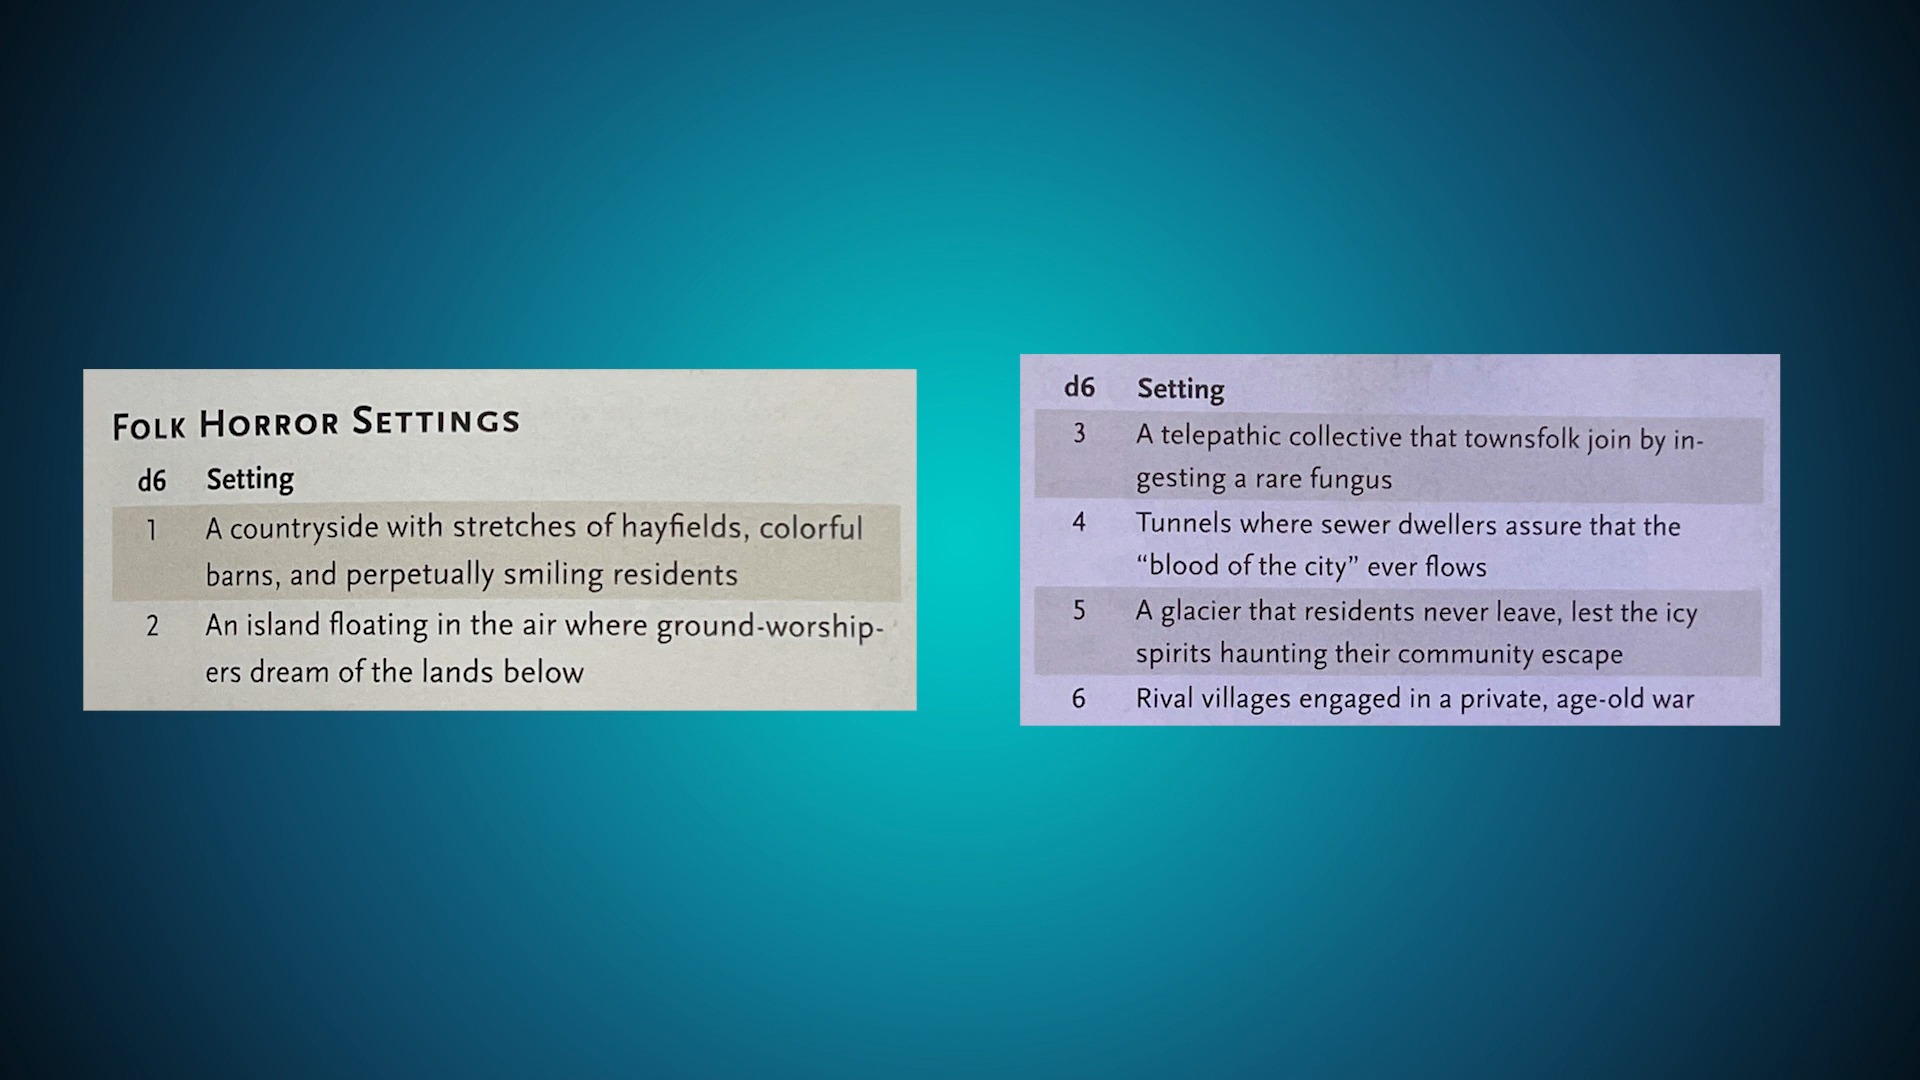 Folk Horror Settings
d6 Setting
1 A countryside with stretches of hayfields, colorful
barns, and perpetually smiling residents
2 An island floating in the air where ground-worship-
ers dream of the lands below
d6 Setting
3 A telepathic collective that townsfolk join by in-
gesting a rare fungus
4 Tunnels where sewer dwellers assure that the
“blood of the city” ever flows
5 A glacier that residents never leave, lest the icy
spirits haunting their community escape
6 Rival villages engaged in a private, age-old war